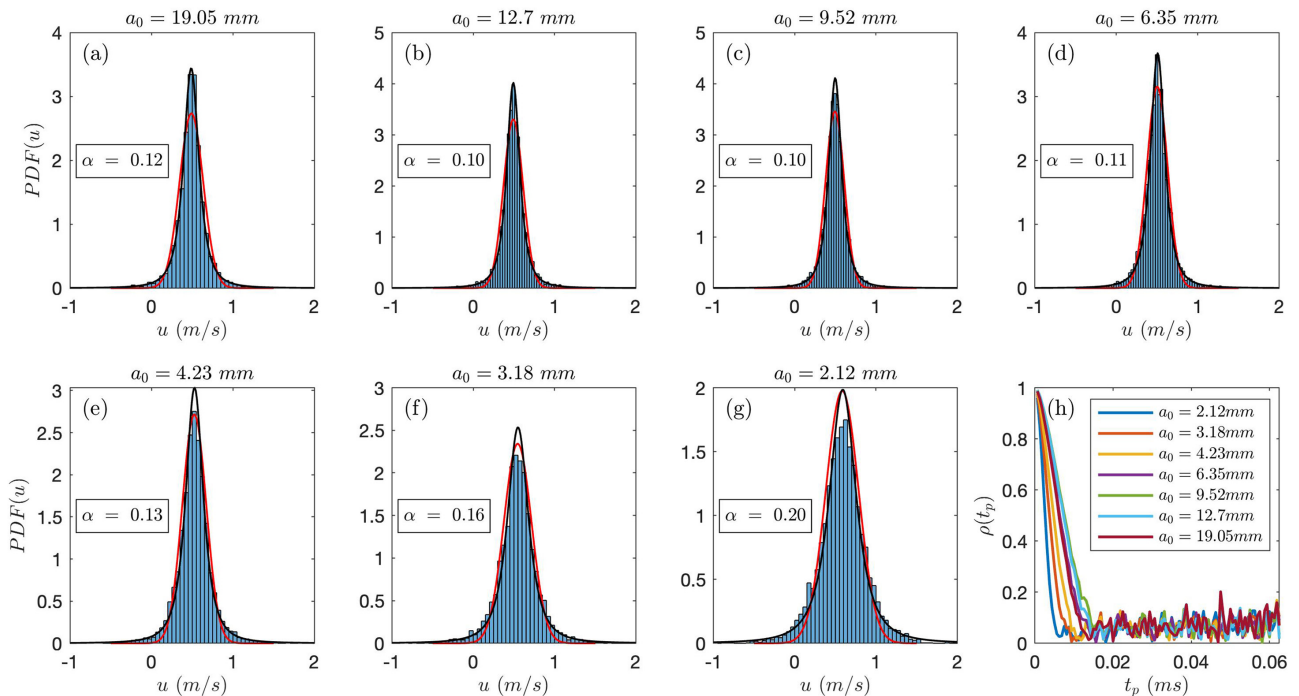 a₀ = 19.05 mm
(a)
α = 0.12
PDF(u)
4
3
2
1
0
-1 0 1 2
u (m/s)
a₀ = 12.7 mm
(b)
α = 0.10
5
4
3
2
1
0
-1 0 1 2
u (m/s)
a₀ = 9.52 mm
(c)
α = 0.10
5
4
3
2
1
0
-1 0 1 2
u (m/s)
a₀ = 6.35 mm
(d)
α = 0.11
4
3
2
1
0
-1 0 1 2
u (m/s)
a₀ = 4.23 mm
(e)
α = 0.13
PDF(u)
3
2.5
2
1.5
1
0.5
0
-1 0 1 2
u (m/s)
a₀ = 3.18 mm
(f)
α = 0.16
3
2.5
2
1.5
1
0.5
0
-1 0 1 2
u (m/s)
a₀ = 2.12 mm
(g)
α = 0.20
2
1.5
1
0.5
0
-1 0 1 2
u (m/s)
(h)
a₀ = 2.12mm
a₀ = 3.18mm
a₀ = 4.23mm
a₀ = 6.35mm
a₀ = 9.52mm
a₀ = 12.7mm
a₀ = 19.05mm
ρ(tₚ)
1
0.8
0.6
0.4
0.2
0
0 0.02 0.04 0.06
tₚ (ms)